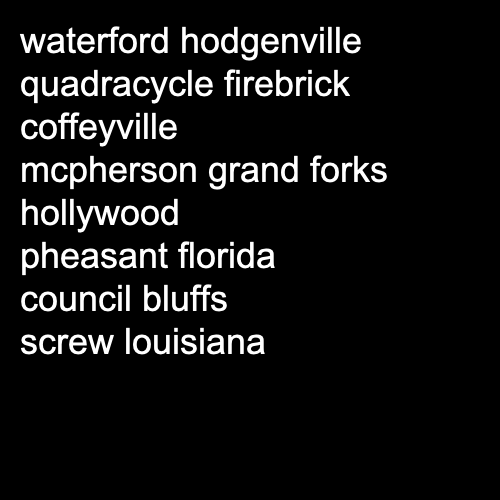 waterford hodgenville
quadracycle firebrick
coffeyville
mcpherson grand forks
hollywood
pheasant florida
council bluffs
screw louisiana